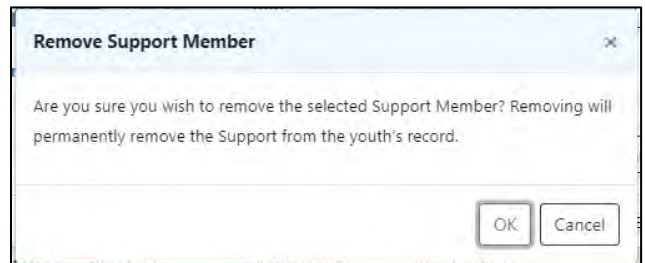 Remove Support Member
×
Are you sure you wish to remove the selected Support Member? Removing will
permanently remove the Support from the youth's record.
OK Cancel